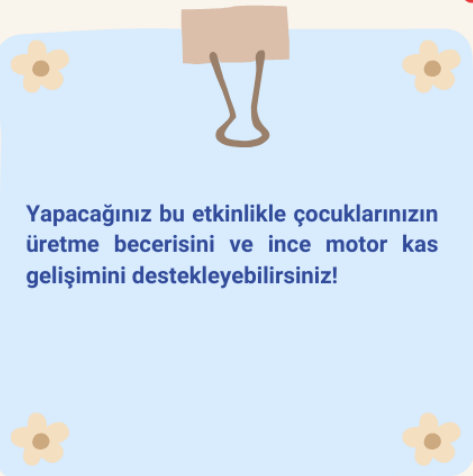 Yapacağınız bu etkinlikle çocuklarınızın
üretme becerisini ve ince motor kas
gelişimini destekleyebilirsiniz!